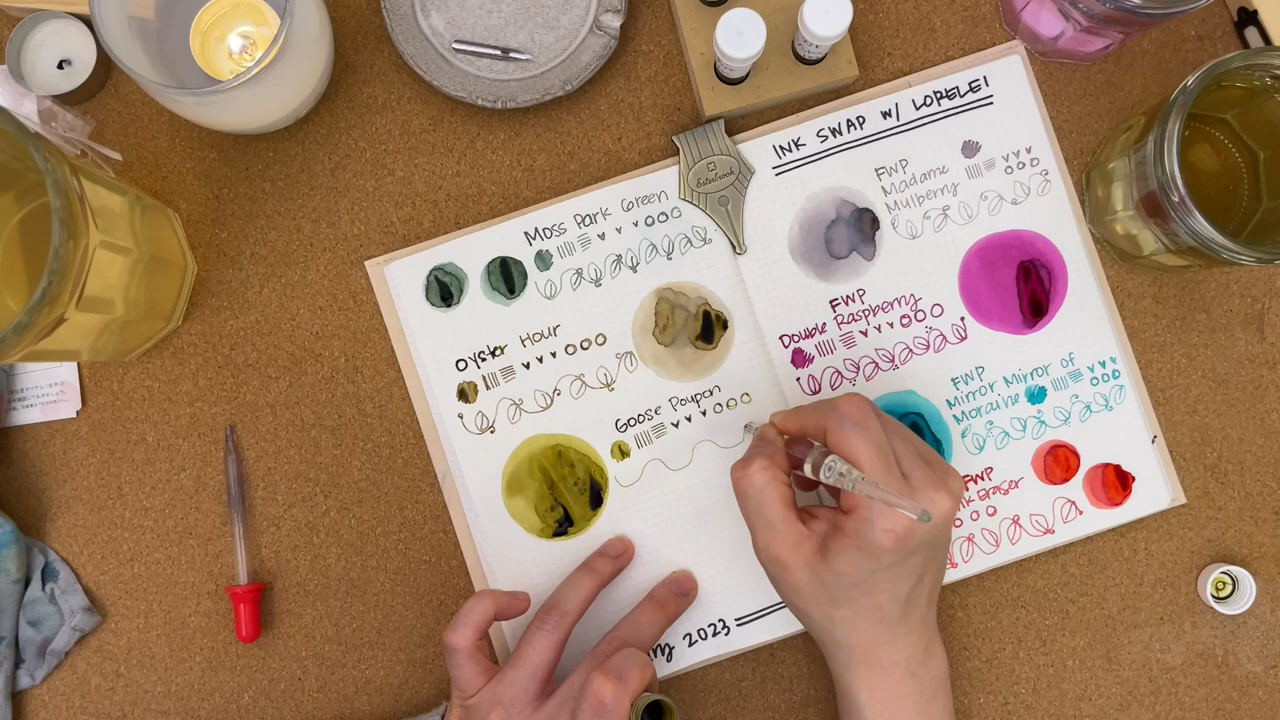 INK SWAP W/ LORELEI
Esterbrook
Moss Park Green
Oyster Hour
Goose Poupon
2023
FWP
Madame
Mulberry
FWP
Double Raspberry
FWP
Mirror Mirror of
Moraine
FWP
Eraser